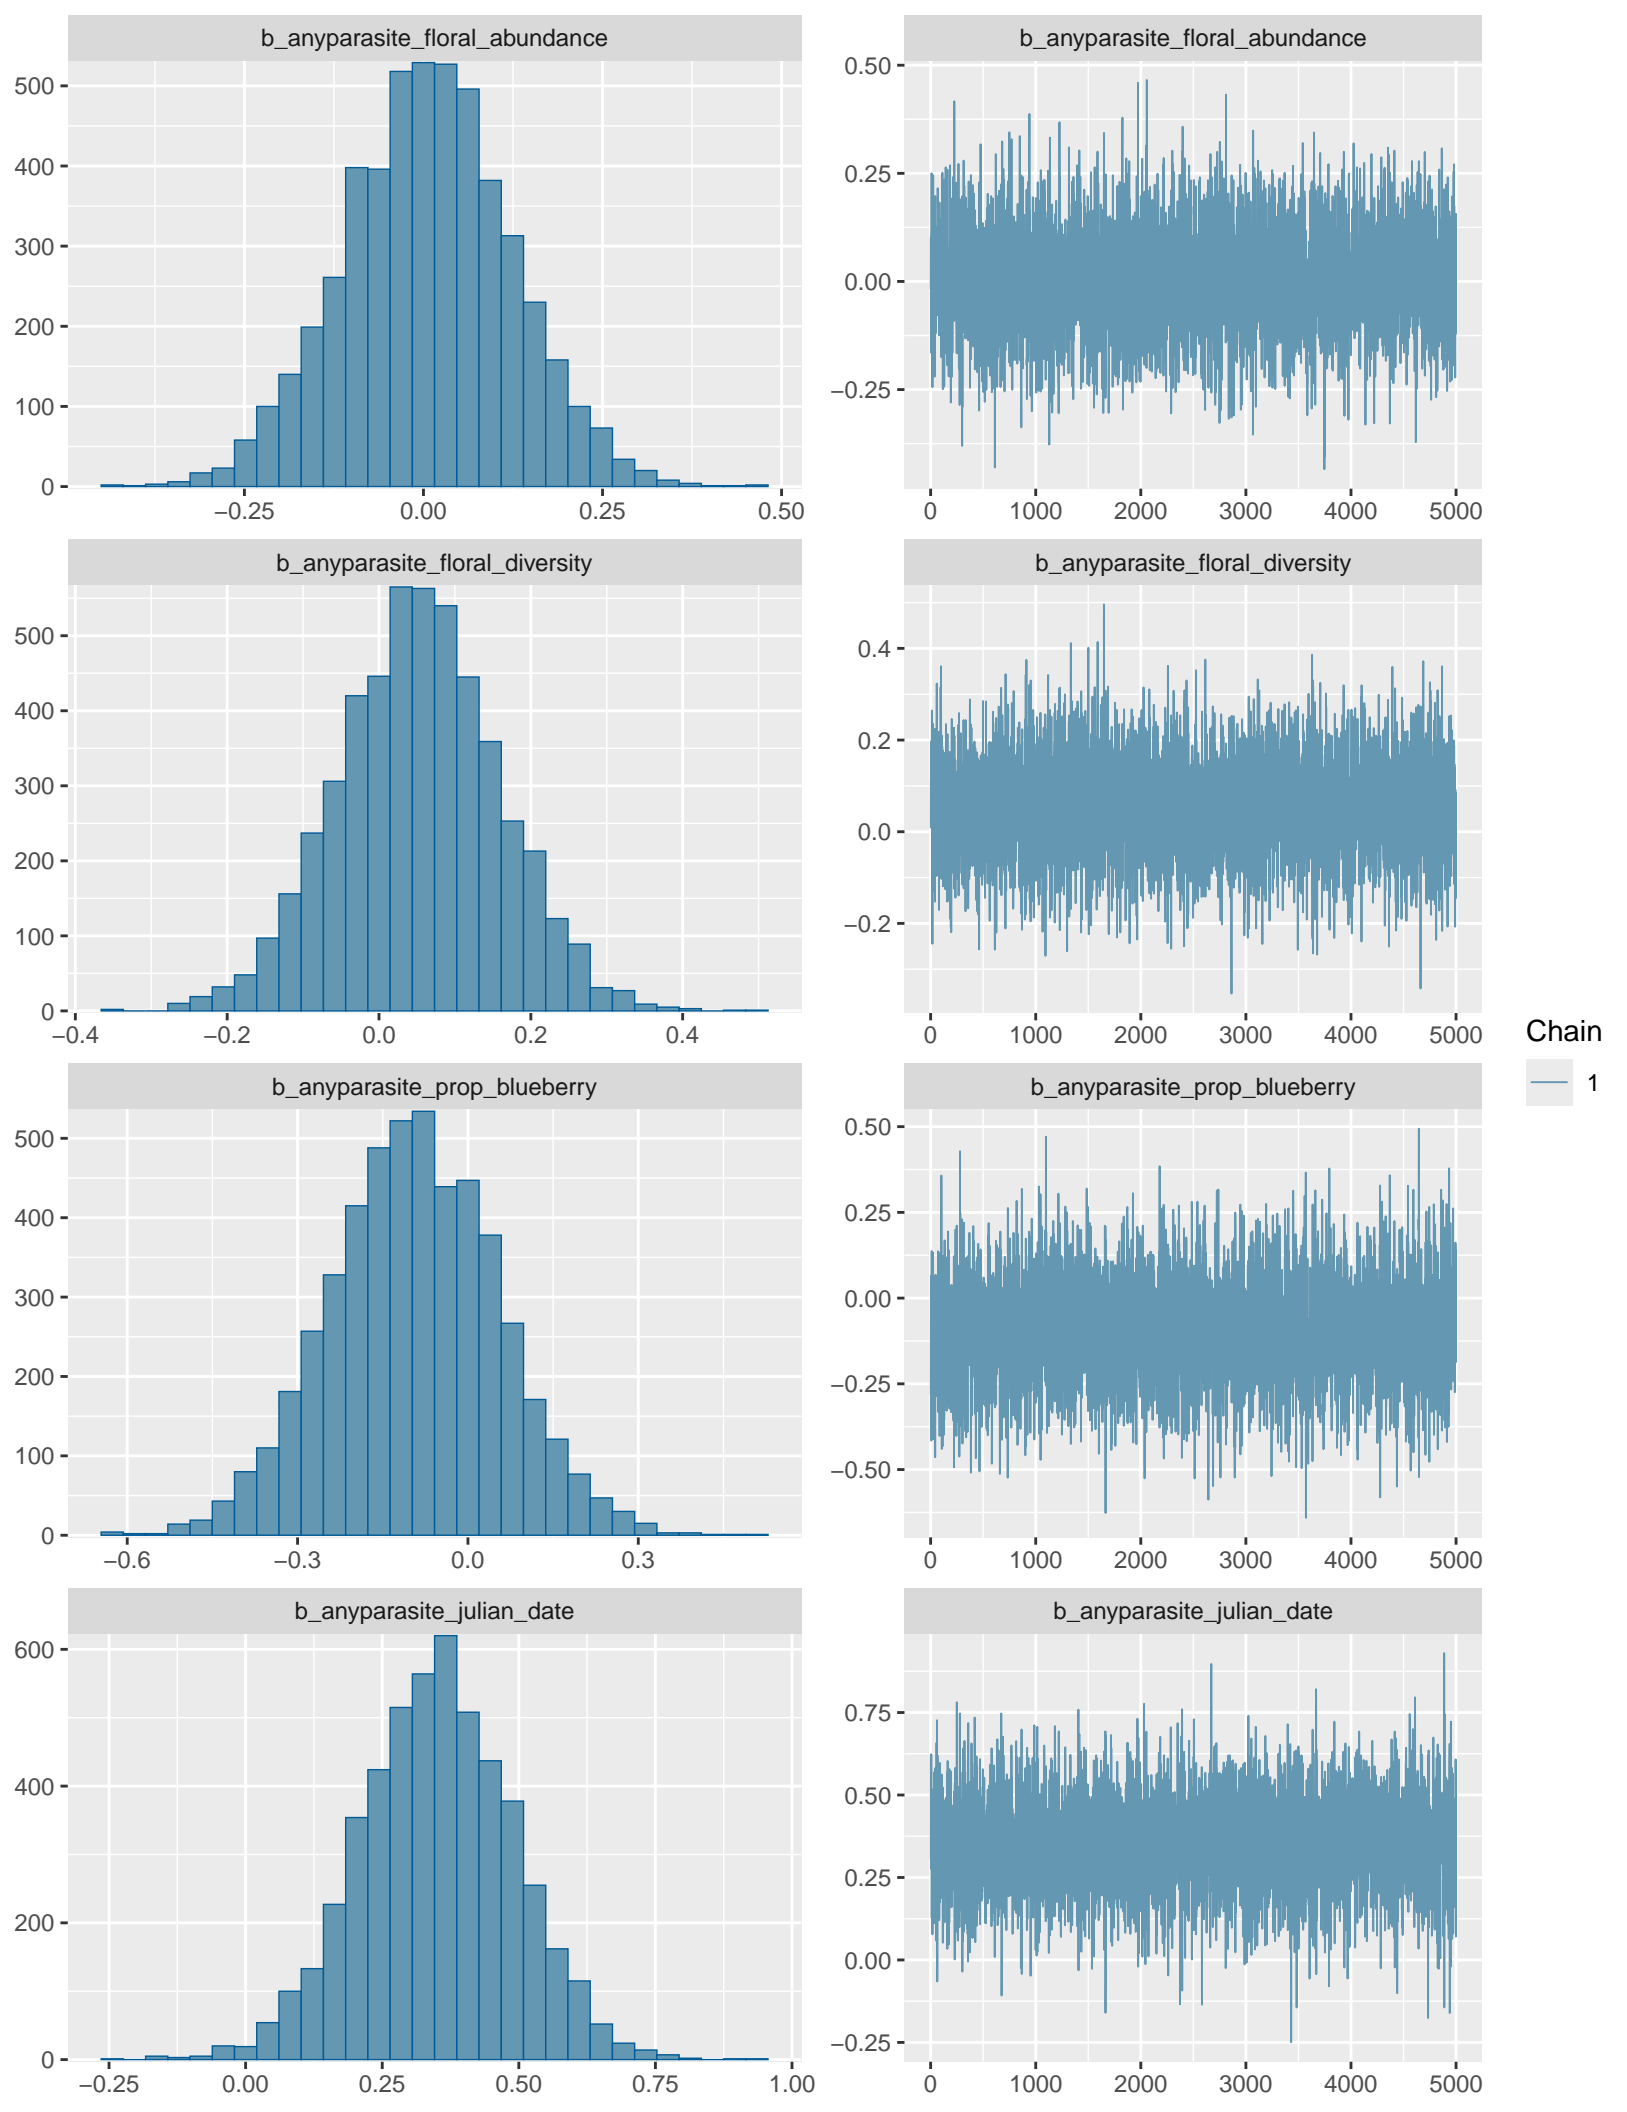 b_anyparasite_floral_abundance
500
400
300
200
100
0
−0.25 0.00 0.25 0.50
b_anyparasite_floral_abundance
0.50
0.25
0.00
−0.25
0 1000 2000 3000 4000 5000
b_anyparasite_floral_diversity
500
400
300
200
100
0
−0.4 −0.2 0.0 0.2 0.4
b_anyparasite_floral_diversity
0.4
0.2
0.0
−0.2
0 1000 2000 3000 4000 5000
b_anyparasite_prop_blueberry
500
400
300
200
100
0
−0.6 −0.3 0.0 0.3
b_anyparasite_prop_blueberry
0.50
0.25
0.00
−0.25
−0.50
0 1000 2000 3000 4000 5000
b_anyparasite_julian_date
600
400
200
0
−0.25 0.00 0.25 0.50 0.75 1.00
b_anyparasite_julian_date
0.75
0.50
0.25
0.00
−0.25
0 1000 2000 3000 4000 5000
Chain
1